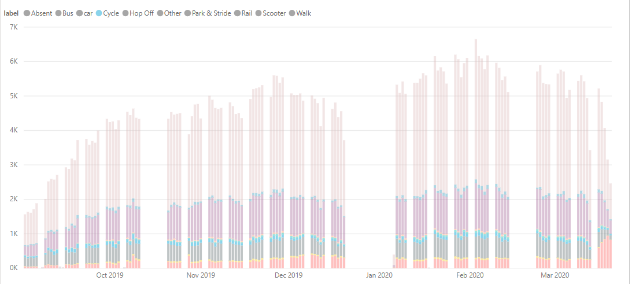 label Absent Bus car Cycle Hop Off Other Park & Stride Rail Scooter Walk
7K
6K
5K
4K
3K
2K
1K
0K
Oct 2019 Nov 2019 Dec 2019 Jan 2020 Feb 2020 Mar 2020